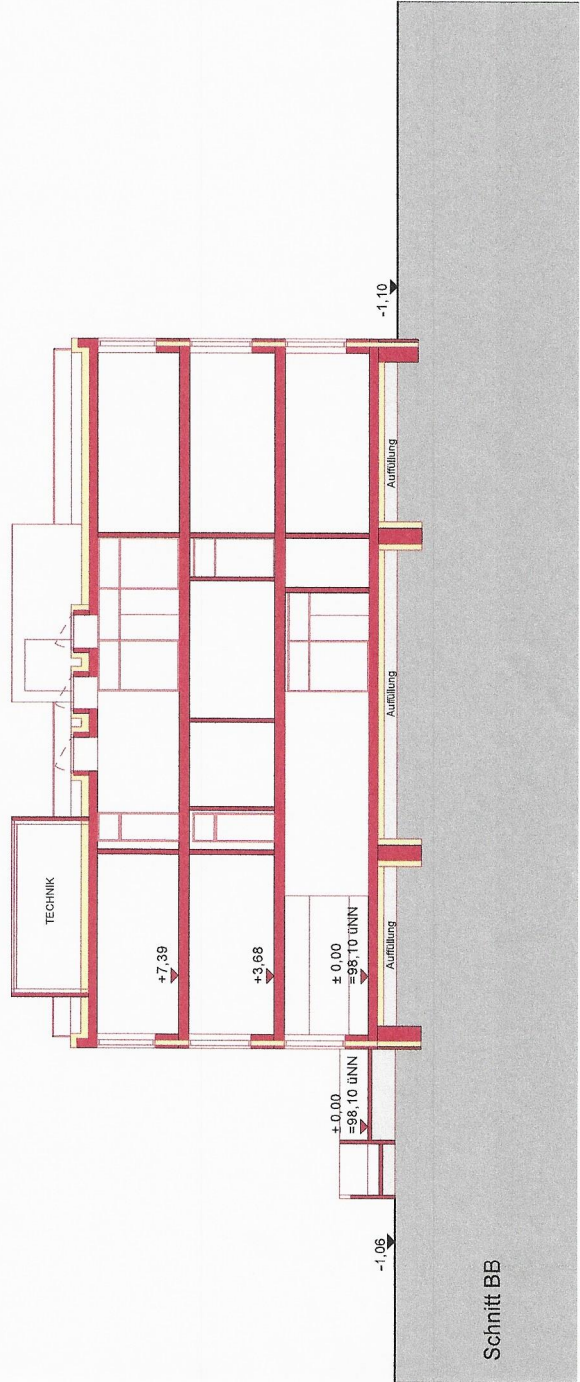 TECHNIK
+7,39
+3,68
± 0,00
=98,10 üNN
± 0,00
=98,10 üNN
-1,06
-1,10
Auffüllung
Auffüllung
Auffüllung
Schnitt BB